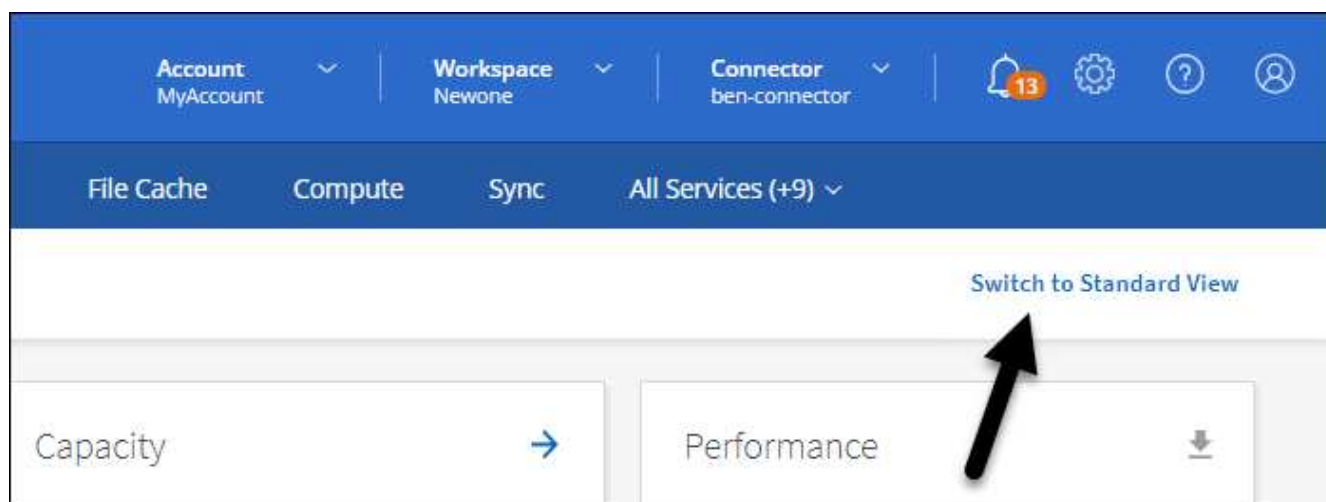 Account Workspace Connector
MyAccount Newone ben-connector
13
File Cache Compute Sync All Services (+9)
Switch to Standard View
Capacity Performance